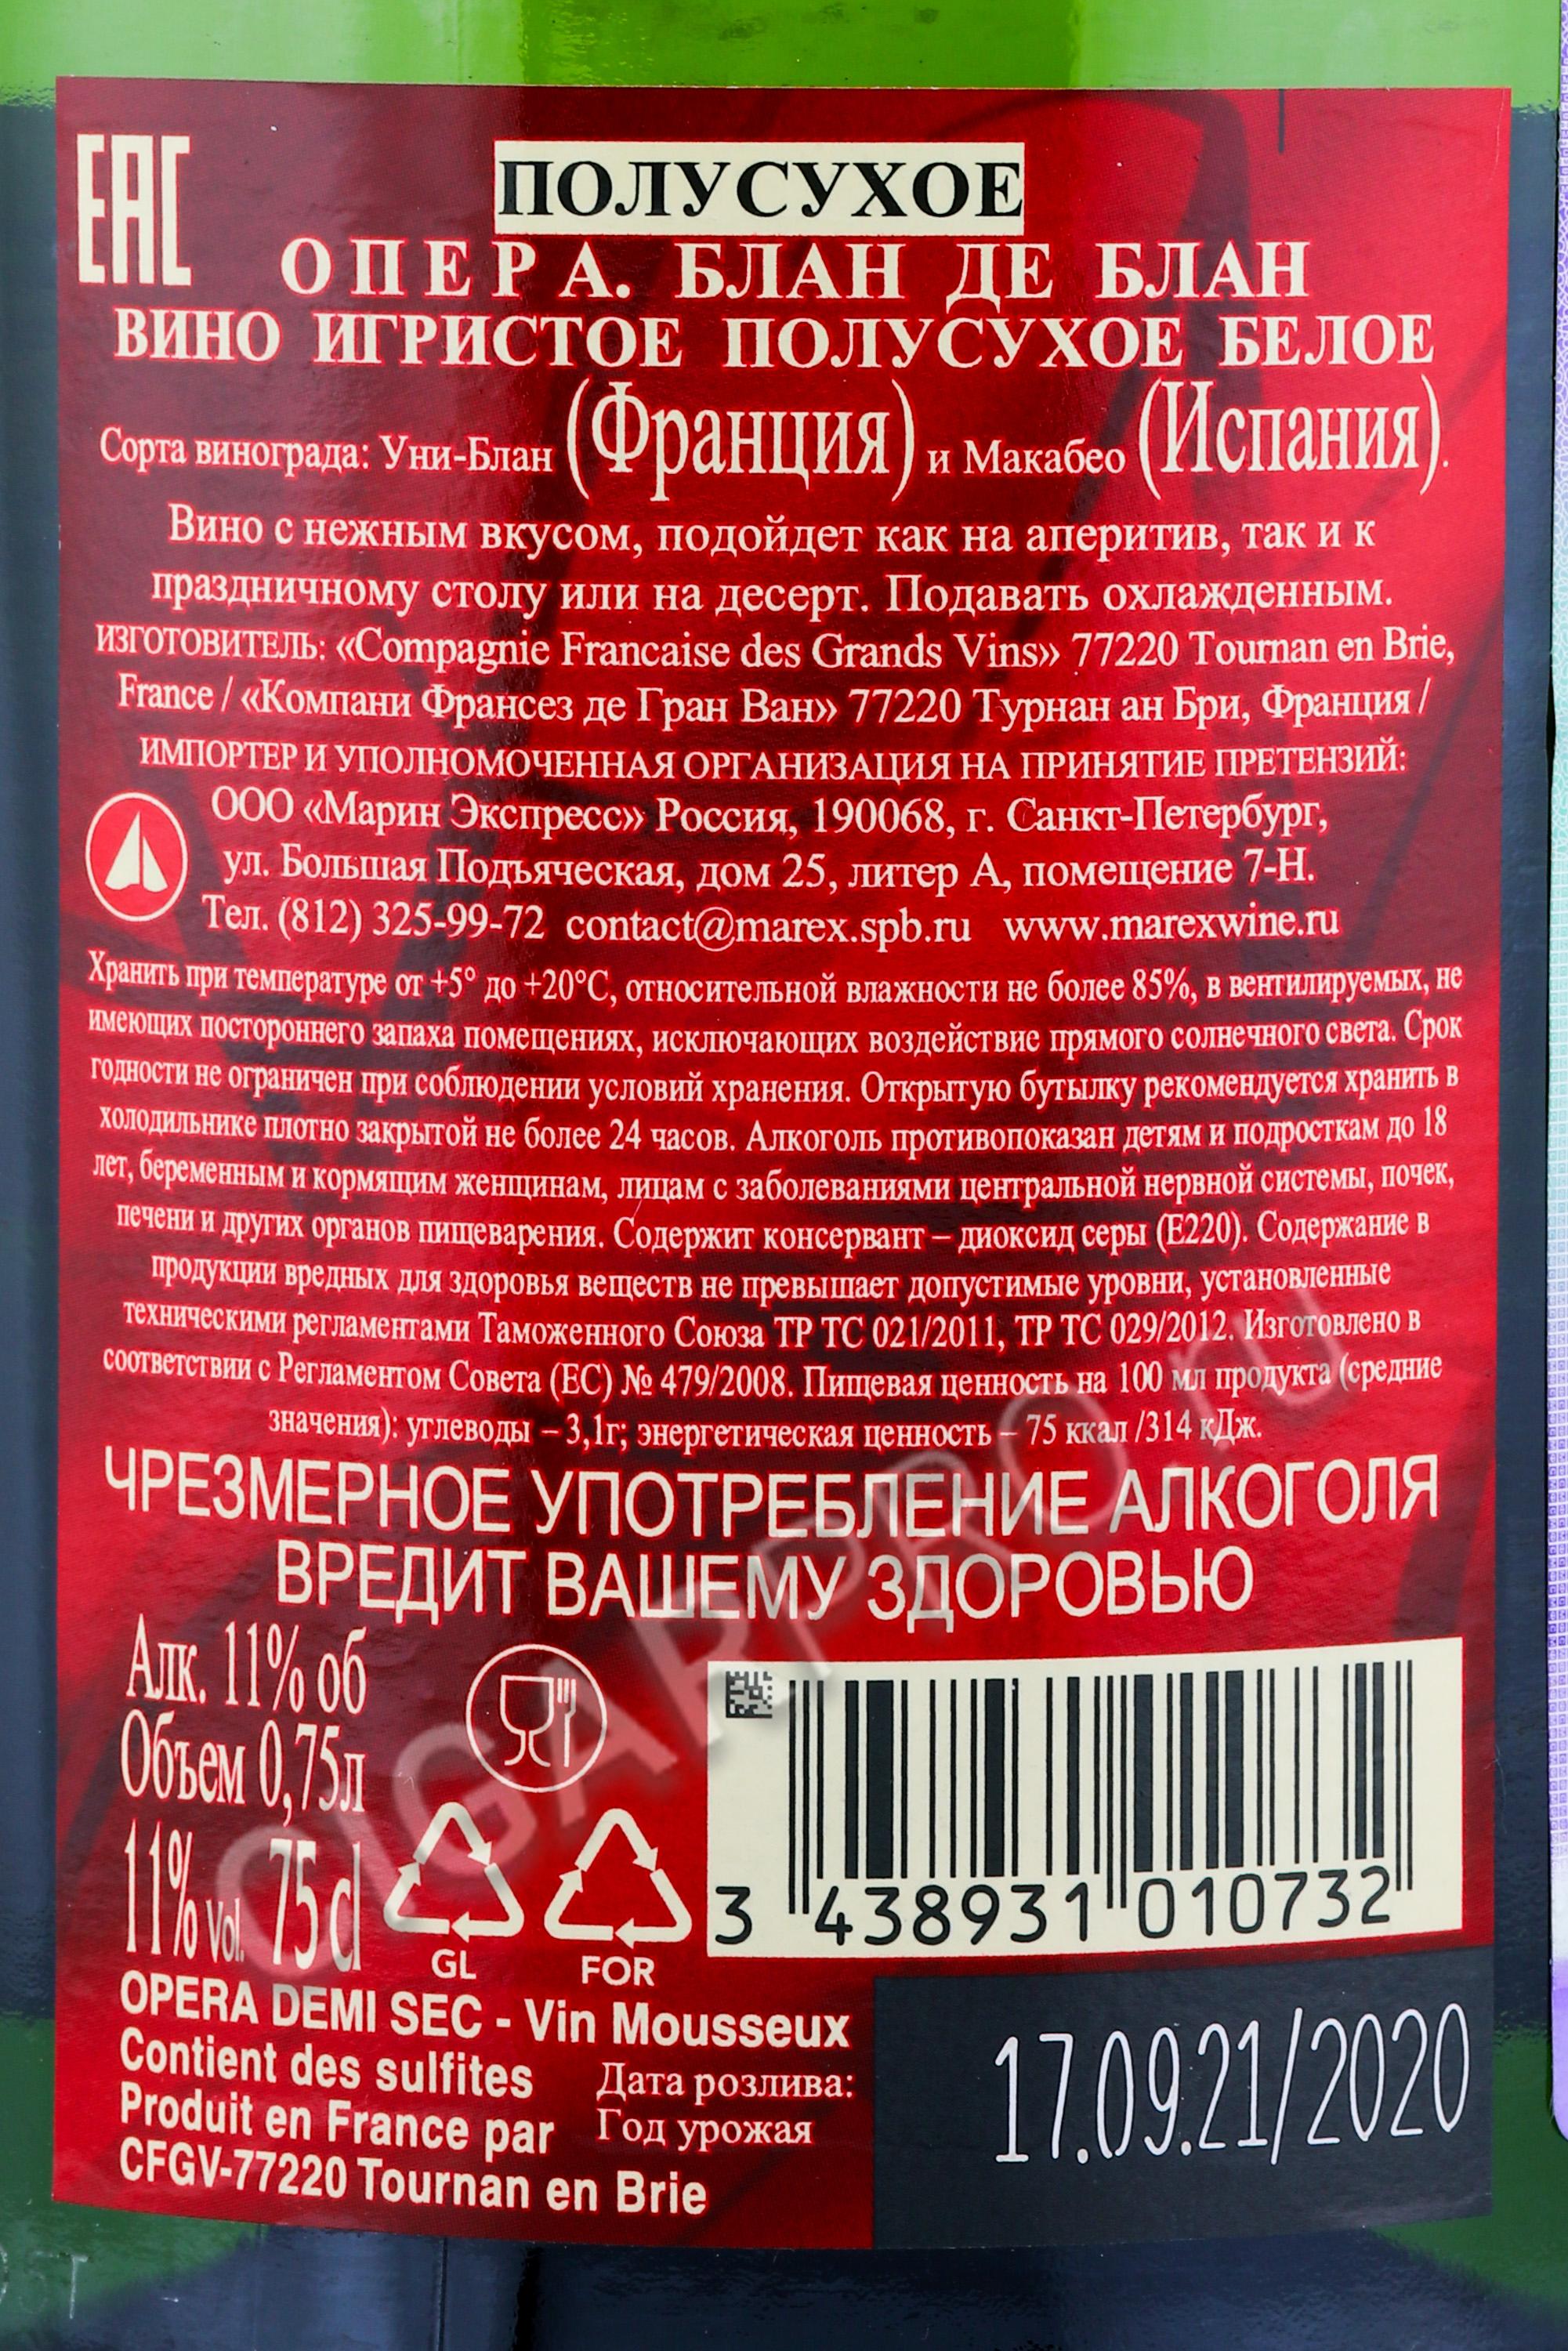 EAC
ПОЛУСУХОЕ
ОПЕРА. БЛАН ДЕ БЛАН
ВИНО ИГРИСТОЕ ПОЛУСУХОЕ БЕЛОЕ
Сорта винограда: Уни-Блан (Франция) и Макабео (Испания).
Вино с нежным вкусом, подойдет как на аперитив, так и к
праздничному столу или на десерт. Подавать охлажденным.
ИЗГОТОВИТЕЛЬ: «Compagnie Francaise des Grands Vins» 77220 Tournan en Brie,
France / «Компани Франсез де Гран Ван» 77220 Турнан ан Бри, Франция /
ИМПОРТЕР И УПОЛНОМОЧЕННАЯ ОРГАНИЗАЦИЯ НА ПРИНЯТИЕ ПРЕТЕНЗИЙ:
ООО «Марин Экспресс» Россия, 190068, г. Санкт-Петербург,
ул. Большая Подъяческая, дом 25, литер А, помещение 7-Н.
Тел. (812) 325-99-72 contact@marex.spb.ru www.marexwine.ru
Хранить при температуре от +5° до +20°С, относительной влажности не более 85%, в вентилируемых, не
имеющих постороннего запаха помещениях, исключающих воздействие прямого солнечного света. Срок
годности не ограничен при соблюдении условий хранения. Открытую бутылку рекомендуется хранить в
холодильнике плотно закрытой не более 24 часов. Алкоголь противопоказан детям и подросткам до 18
лет, беременным и кормящим женщинам, лицам с заболеваниями центральной нервной системы, почек,
печени и других органов пищеварения. Содержит консервант – диоксид серы (Е220). Содержание в
продукции вредных для здоровья веществ не превышает допустимые уровни, установленные
техническими регламентами Таможенного Союза ТР ТС 021/2011, ТР ТС 029/2012. Изготовлено в
соответствии с Регламентом Совета (ЕС) № 479/2008. Пищевая ценность на 100 мл продукта (средние
значения): углеводы – 3,1г; энергетическая ценность – 75 ккал /314 кДж.
ЧРЕЗМЕРНОЕ УПОТРЕБЛЕНИЕ АЛКОГОЛЯ
ВРЕДИТ ВАШЕМУ ЗДОРОВЬЮ
Алк. 11% об
Объем 0,75л
11% vol. 75 cl
GL FOR
3 438931 010732
OPERA DEMI SEC - Vin Mousseux
Contient des sulfites
Produit en France par
CFGV-77220 Tournan en Brie
Дата розлива:
Год урожая
17.09.21/2020
CIGARPRO.ru